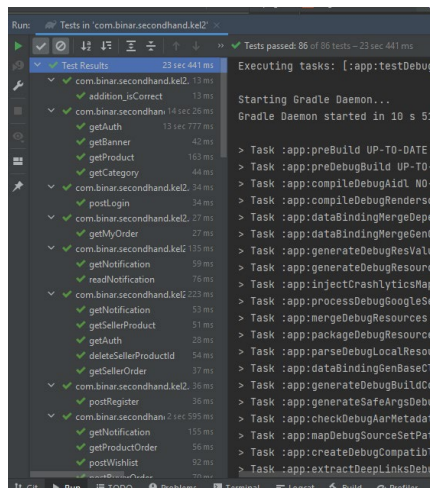 Run: Tests in 'com.binar.secondhand.kel2' ×
» Tests passed: 86 of 86 tests – 23 sec 441 ms
Test Results 23 sec 441 ms
com.binar.secondhand.kel2. 13 ms
addition_isCorrect 13 ms
com.binar.secondhan 14 sec 26 ms
getAuth 13 sec 777 ms
getBanner 42 ms
getProduct 163 ms
getCategory 44 ms
com.binar.secondhand.kel2. 34 ms
postLogin 34 ms
com.binar.secondhand.kel2. 27 ms
getMyOrder 27 ms
com.binar.secondhand.kel2 135 ms
getNotification 59 ms
readNotification 76 ms
com.binar.secondhand.kel2 223 ms
getNotification 53 ms
getSellerProduct 51 ms
getAuth 28 ms
deleteSellerProductId 54 ms
getSellerOrder 37 ms
com.binar.secondhand.kel2. 36 ms
postRegister 36 ms
com.binar.secondhan 2 sec 595 ms
getNotification 155 ms
getProductOrder 56 ms
postWishlist 92 ms
Executing tasks: [:app:testDebug
Starting Gradle Daemon...
Gradle Daemon started in 10 s 51
> Task :app:preBuild UP-TO-DATE
> Task :app:preDebugBuild UP-TO-
> Task :app:compileDebugAidl NO-
> Task :app:compileDebugRendersc
> Task :app:dataBindingMergeDepe
> Task :app:dataBindingMergeGenC
> Task :app:generateDebugResValu
> Task :app:generateDebugResourc
> Task :app:injectCrashlyticsMap
> Task :app:processDebugGoogleSe
> Task :app:mergeDebugResources
> Task :app:packageDebugResource
> Task :app:parseDebugLocalResou
> Task :app:dataBindingGenBaseCl
> Task :app:generateDebugBuildCo
> Task :app:generateSafeArgsDebu
> Task :app:checkDebugAarMetadat
> Task :app:mapDebugSourceSetPat
> Task :app:createDebugCompatibl
> Task :app:extractDeepLinksDebu
Git Run TODO Problems Terminal Logcat Build Profiler